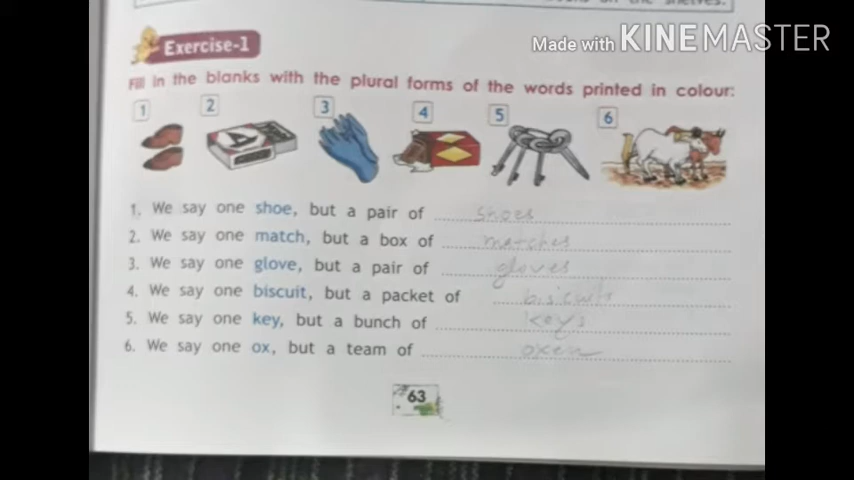 Made with KINEMASTER
Exercise-1
Fill in the blanks with the plural forms of the words printed in colour:
1 2 3 4 5 6
1. We say one shoe, but a pair of shoes
2. We say one match, but a box of matches
3. We say one glove, but a pair of gloves
4. We say one biscuit, but a packet of biscuits
5. We say one key, but a bunch of keys
6. We say one ox, but a team of oxen
63